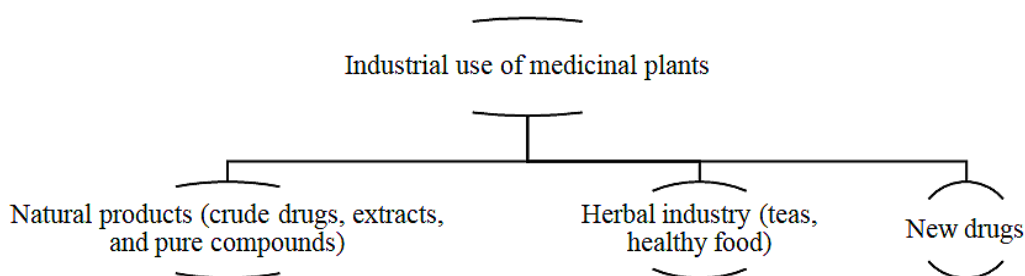 Industrial use of medicinal plants
Natural products (crude drugs, extracts,
and pure compounds)
Herbal industry (teas,
healthy food)
New drugs